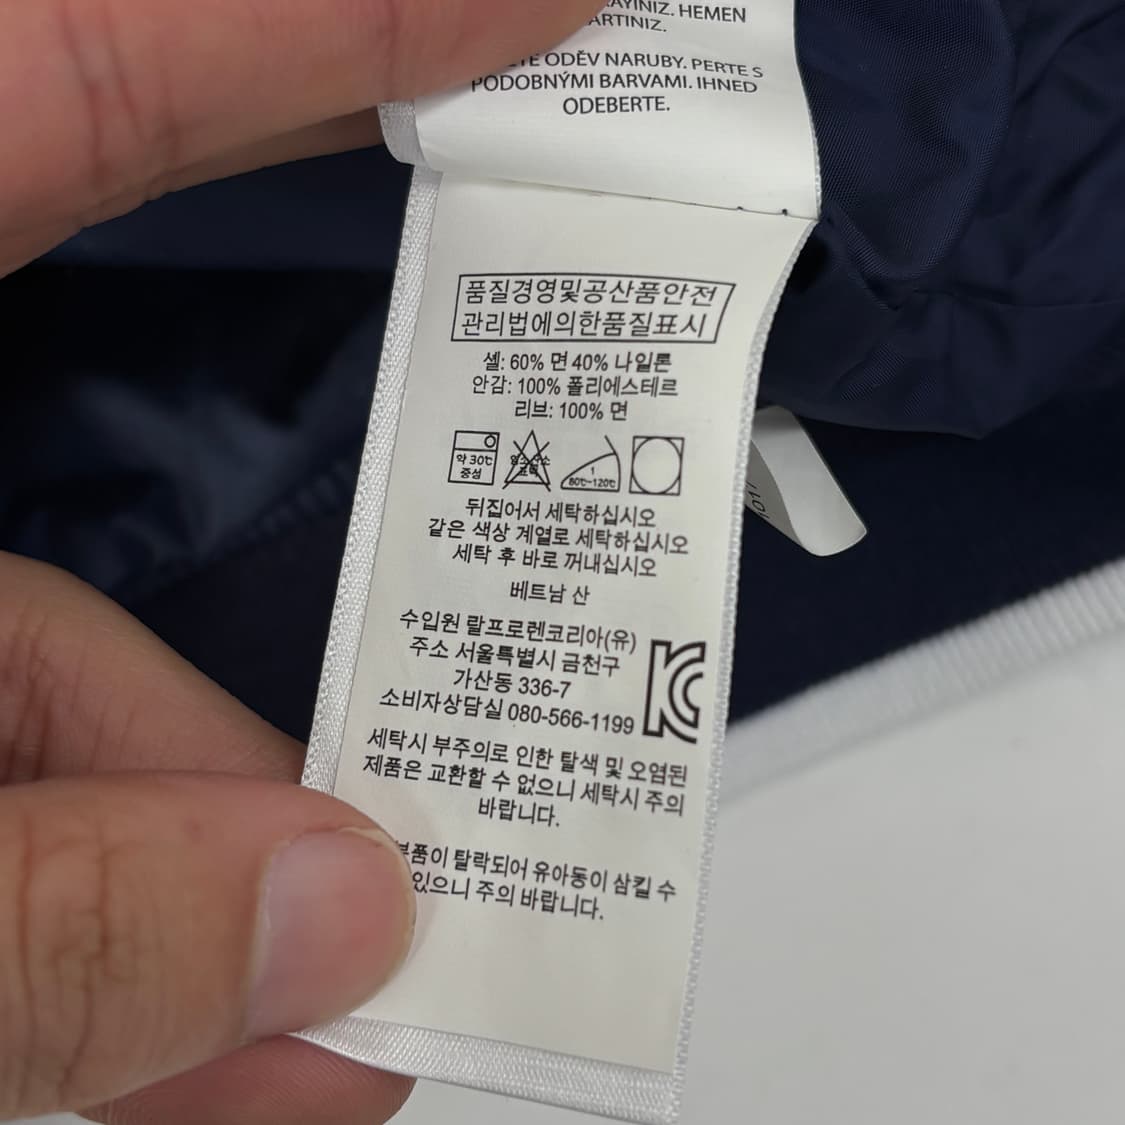 HEMEN
ARTINIZ.
ODĚV NARUBY. PERTE S
PODOBNÝMI BARVAMI. IHNED
ODEBERTE.
품질경영및공산품안전
관리법에의한품질표시
셸: 60% 면 40% 나일론
안감: 100% 폴리에스테르
리브: 100% 면
약 30℃
중성
1
80℃-120℃
뒤집어서 세탁하십시오
같은 색상 계열로 세탁하십시오
세탁 후 바로 꺼내십시오
베트남 산
수입원 랄프로렌코리아(유)
주소 서울특별시 금천구
가산동 336-7
소비자상담실 080-566-1199
세탁시 부주의로 인한 탈색 및 오염된
제품은 교환할 수 없으니 세탁시 주의
바랍니다.
부품이 탈락되어 유아동이 삼킬 수
있으니 주의 바랍니다.